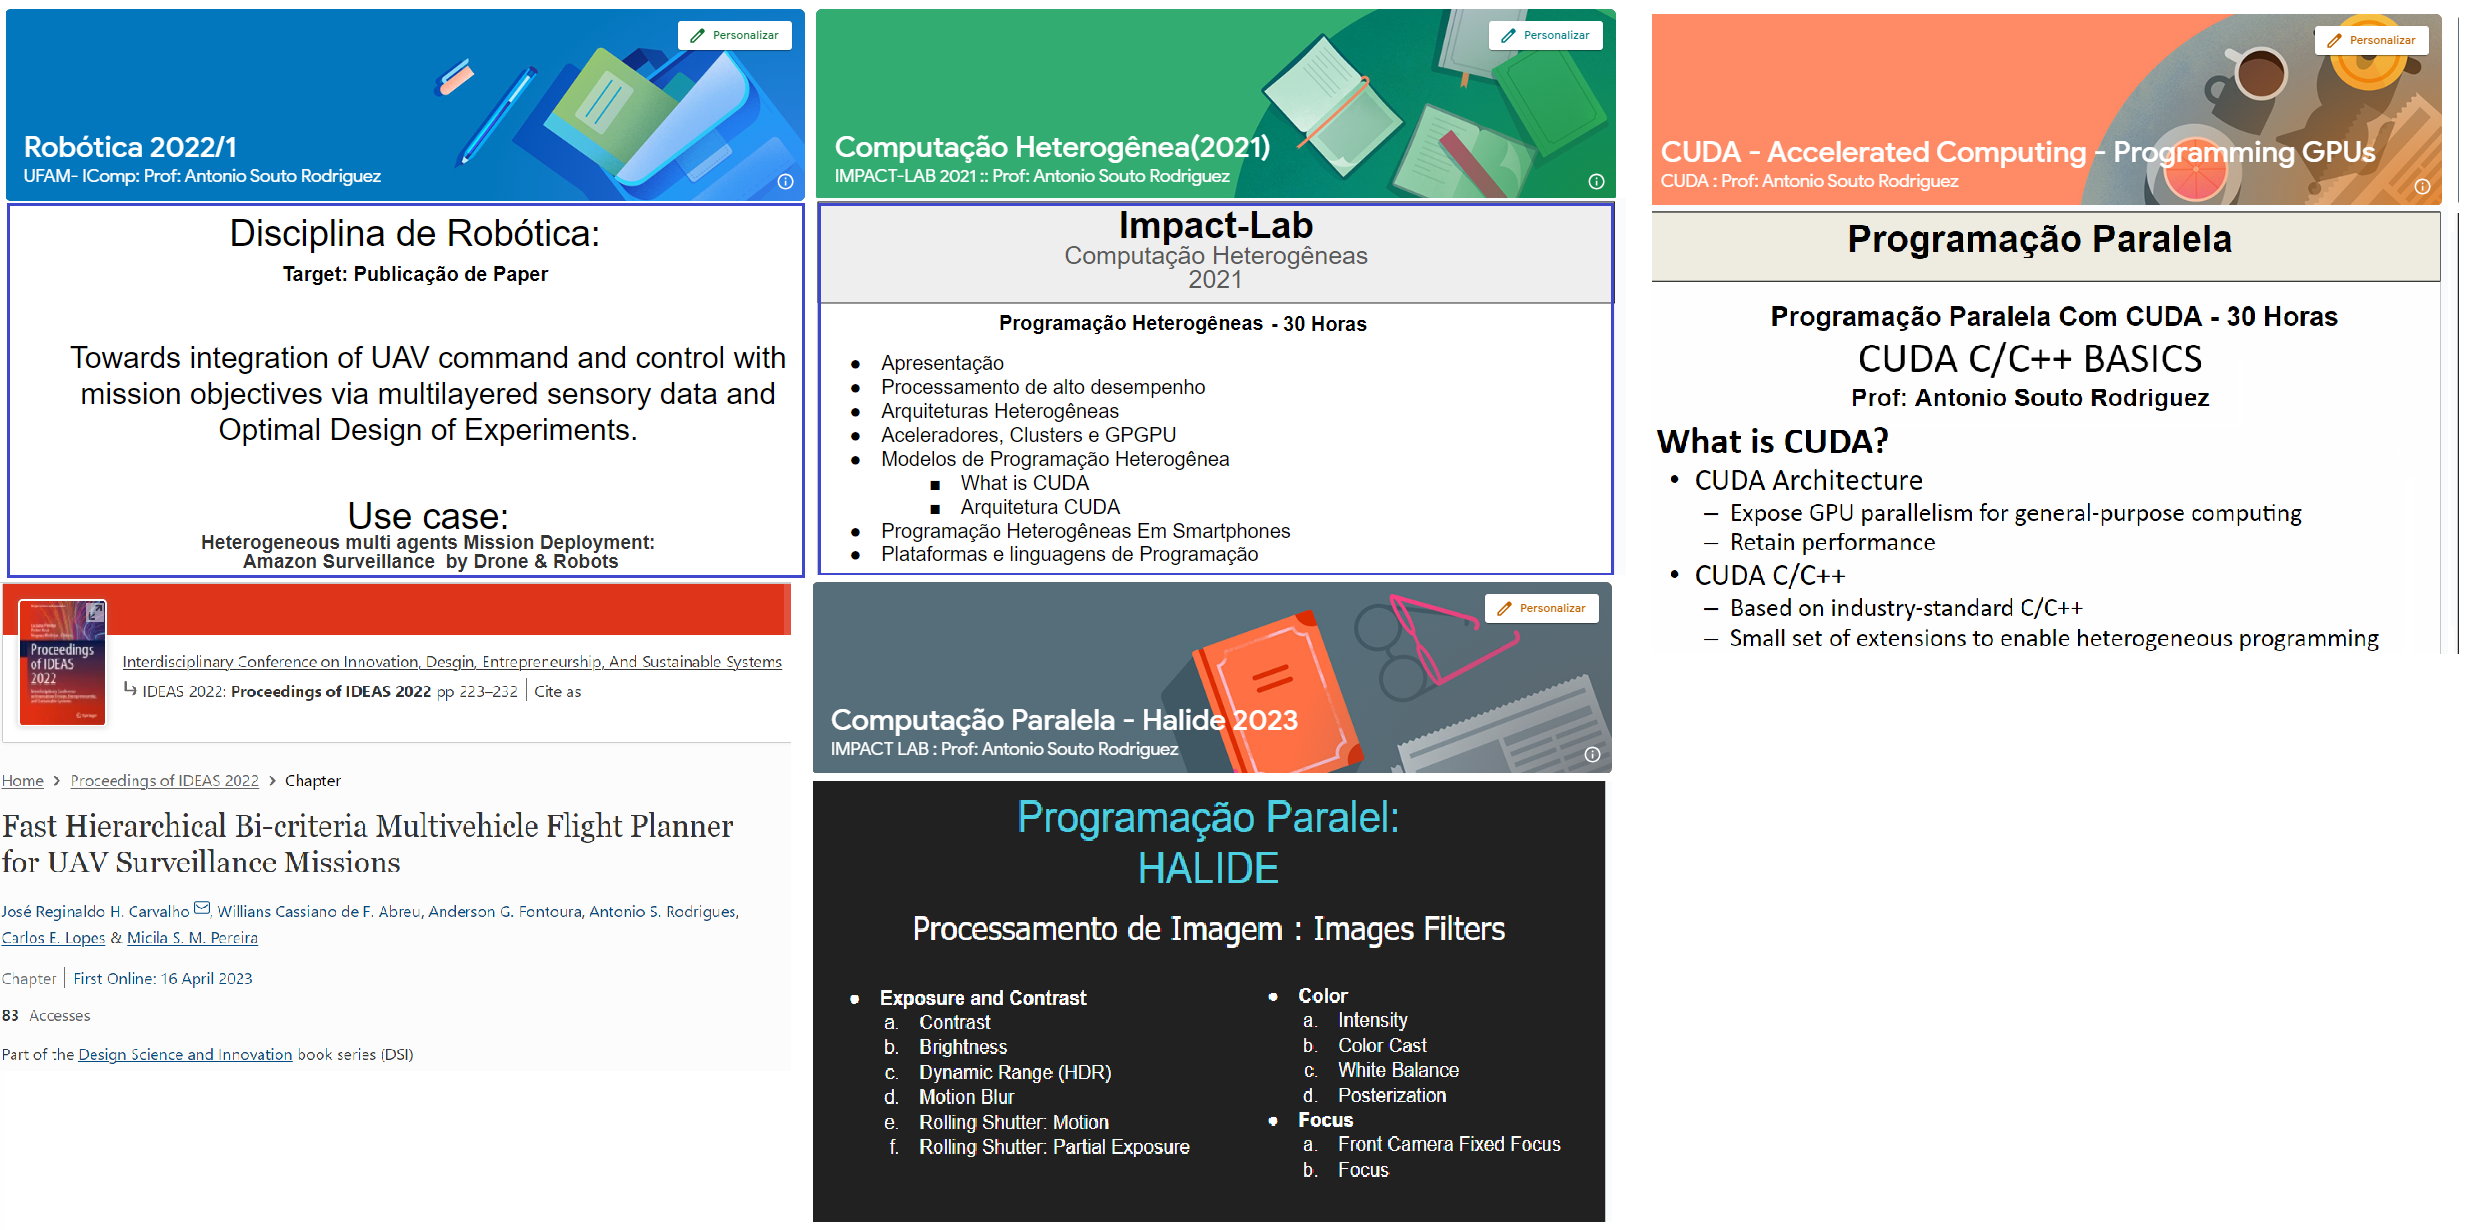 Personalizar
Robótica 2022/1
UFAM- IComp: Prof: Antonio Souto Rodriguez
Disciplina de Robótica:
Target: Publicação de Paper
Towards integration of UAV command and control with
mission objectives via multilayered sensory data and
Optimal Design of Experiments.
Use case:
Heterogeneous multi agents Mission Deployment:
Amazon Surveillance by Drone & Robots
Personalizar
Computação Heterogênea(2021)
IMPACT-LAB 2021 :: Prof: Antonio Souto Rodriguez
Impact-Lab
Computação Heterogêneas
2021
Programação Heterogêneas - 30 Horas
● Apresentação
● Processamento de alto desempenho
● Arquiteturas Heterogêneas
● Aceleradores, Clusters e GPGPU
● Modelos de Programação Heterogênea
■ What is CUDA
■ Arquitetura CUDA
● Programação Heterogêneas Em Smartphones
● Plataformas e linguagens de Programação
Personalizar
CUDA - Accelerated Computing - Programming GPUs
CUDA : Prof: Antonio Souto Rodriguez
Programação Paralela
Programação Paralela Com CUDA - 30 Horas
CUDA C/C++ BASICS
Prof: Antonio Souto Rodriguez
What is CUDA?
• CUDA Architecture
– Expose GPU parallelism for general-purpose computing
– Retain performance
• CUDA C/C++
– Based on industry-standard C/C++
– Small set of extensions to enable heterogeneous programming
Proceedings
of IDEAS
2022
Interdisciplinary Conference on Innovation, Desgin, Entrepreneurship, And Sustainable Systems
↳ IDEAS 2022: Proceedings of IDEAS 2022 pp 223–232 | Cite as
Home > Proceedings of IDEAS 2022 > Chapter
Fast Hierarchical Bi-criteria Multivehicle Flight Planner
for UAV Surveillance Missions
José Reginaldo H. Carvalho, Willians Cassiano de F. Abreu, Anderson G. Fontoura, Antonio S. Rodrigues,
Carlos E. Lopes & Micila S. M. Pereira
Chapter | First Online: 16 April 2023
83 Accesses
Part of the Design Science and Innovation book series (DSI)
Personalizar
Computação Paralela - Halide 2023
IMPACT LAB : Prof: Antonio Souto Rodriguez
Programação Paralel:
HALIDE
Processamento de Imagem : Images Filters
● Exposure and Contrast
a. Contrast
b. Brightness
c. Dynamic Range (HDR)
d. Motion Blur
e. Rolling Shutter: Motion
f. Rolling Shutter: Partial Exposure
● Color
a. Intensity
b. Color Cast
c. White Balance
d. Posterization
● Focus
a. Front Camera Fixed Focus
b. Focus